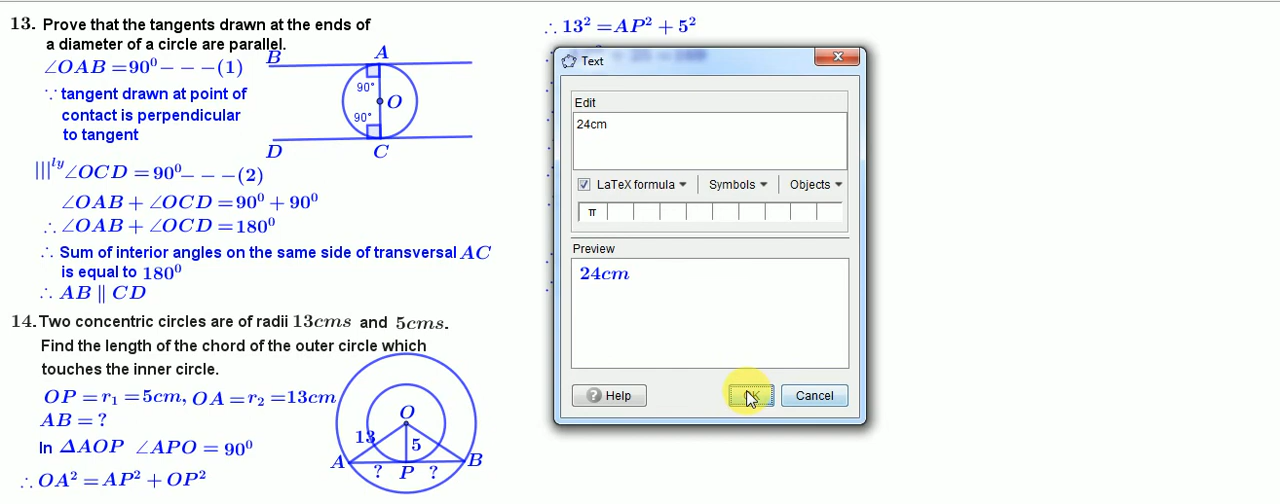 13. Prove that the tangents drawn at the ends of
a diameter of a circle are parallel.
∠OAB =90⁰− − −(1)
∵ tangent drawn at point of
contact is perpendicular
to tangent
B A
90°
O
90°
D C
|||ˡʸ ∠OCD =90⁰− − −(2)
∠OAB + ∠OCD =90⁰ + 90⁰
∴ ∠OAB + ∠OCD =180⁰
∴ Sum of interior angles on the same side of transversal AC
is equal to 180⁰
∴ AB ∥ CD
14. Two concentric circles are of radii 13cms and 5cms.
Find the length of the chord of the outer circle which
touches the inner circle.
OP =r₁ =5cm, OA =r₂ =13cm
AB = ?
In ΔAOP ∠APO = 90⁰
∴ OA² =AP² + OP²
O
13 5
A ? P ? B
∴ 13² =AP² + 5²
Text
Edit
24cm
LaTeX formula Symbols Objects
π
Preview
24cm
Help OK Cancel